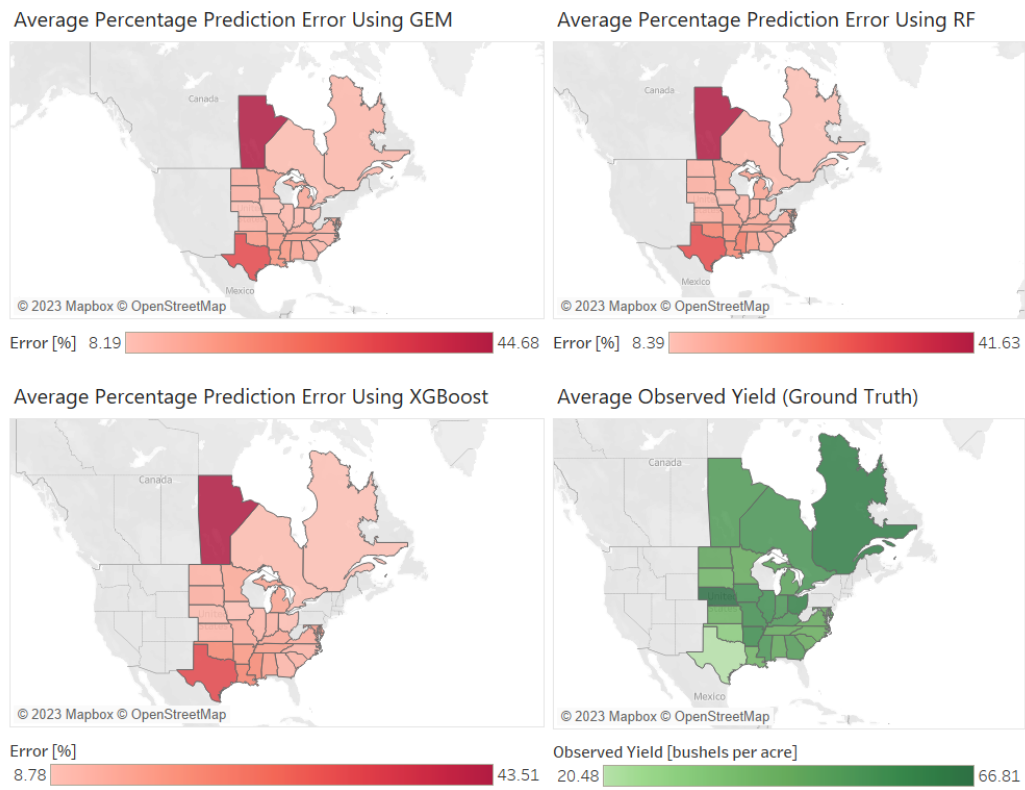 Average Percentage Prediction Error Using GEM
Canada
Mexico
© 2023 Mapbox © OpenStreetMap
Error [%] 8.19 44.68
Average Percentage Prediction Error Using RF
Canada
Mexico
© 2023 Mapbox © OpenStreetMap
Error [%] 8.39 41.63
Average Percentage Prediction Error Using XGBoost
Canada
© 2023 Mapbox © OpenStreetMap
Error [%]
8.78 43.51
Average Observed Yield (Ground Truth)
Canada
Mexico
© 2023 Mapbox © OpenStreetMap
Observed Yield [bushels per acre]
20.48 66.81